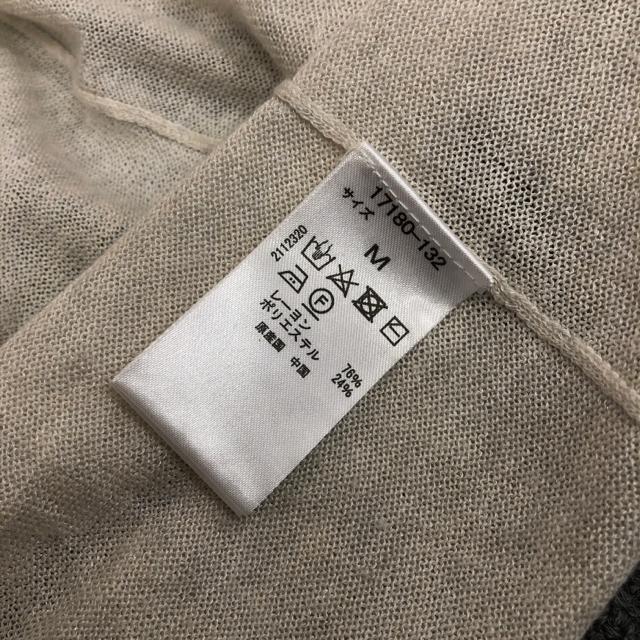 17180-132
サイズ
M
2112320
F
レーヨン 76%
ポリエステル 24%
原産国 中国